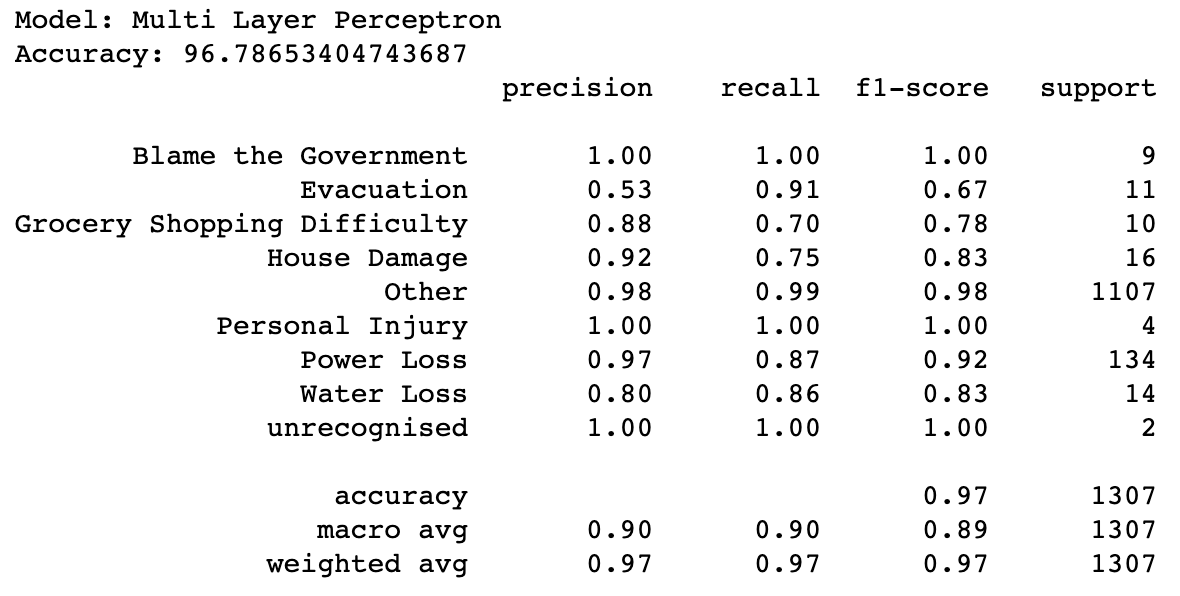 Model: Multi Layer Perceptron
Accuracy: 96.78653404743687
precision recall f1-score support
Blame the Government 1.00 1.00 1.00 9
Evacuation 0.53 0.91 0.67 11
Grocery Shopping Difficulty 0.88 0.70 0.78 10
House Damage 0.92 0.75 0.83 16
Other 0.98 0.99 0.98 1107
Personal Injury 1.00 1.00 1.00 4
Power Loss 0.97 0.87 0.92 134
Water Loss 0.80 0.86 0.83 14
unrecognised 1.00 1.00 1.00 2
accuracy 0.97 1307
macro avg 0.90 0.90 0.89 1307
weighted avg 0.97 0.97 0.97 1307